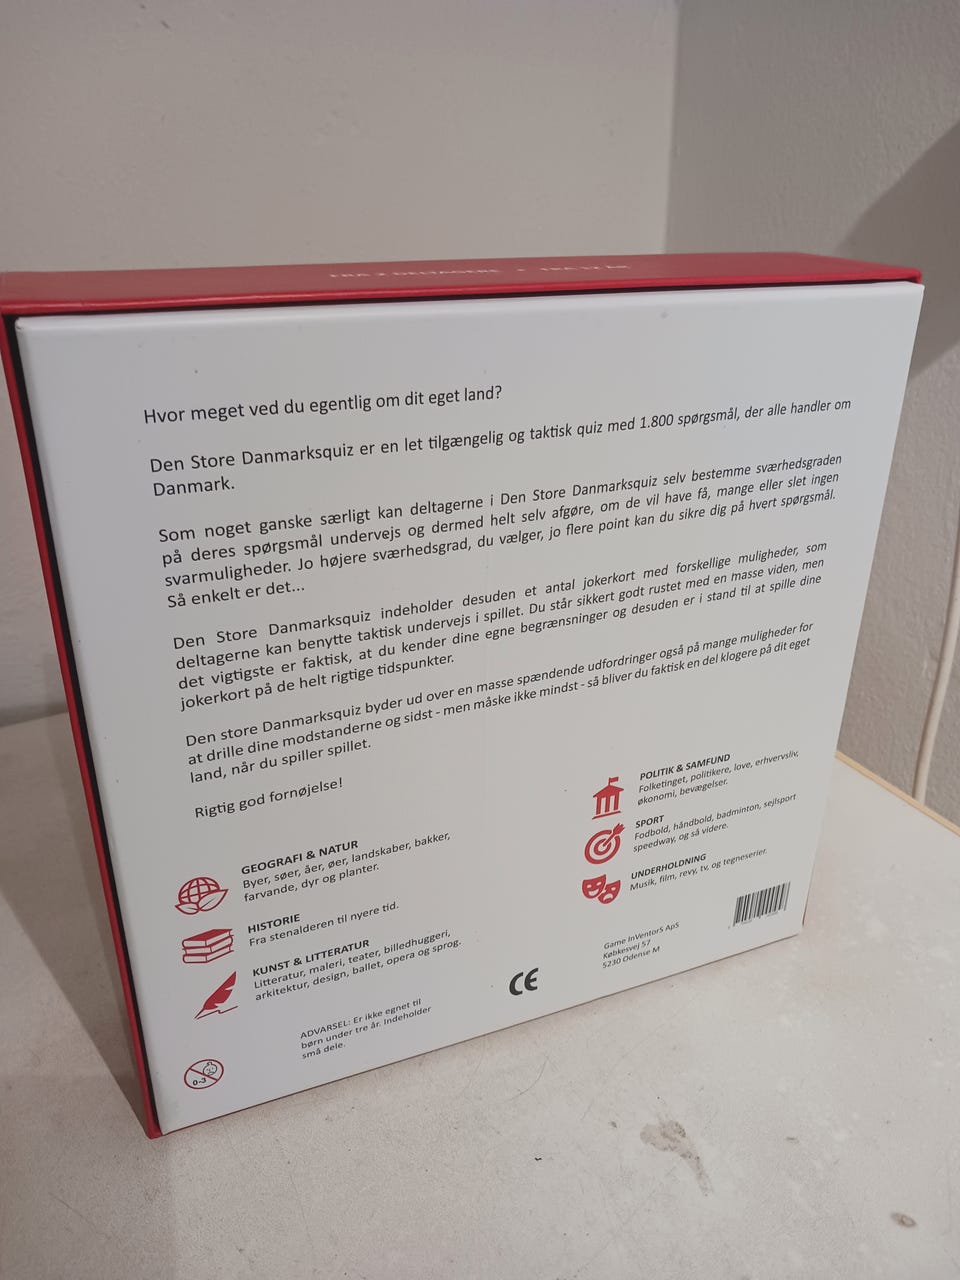 FRA 2 DELTAGERE • FRA 12 ÅR
Hvor meget ved du egentlig om dit eget land?
Den Store Danmarksquiz er en let tilgængelig og taktisk quiz med 1.800 spørgsmål, der alle handler om
Danmark.
Som noget ganske særligt kan deltagerne i Den Store Danmarksquiz selv bestemme sværhedsgraden
på deres spørgsmål undervejs og dermed helt selv afgøre, om de vil have få, mange eller slet ingen
svarmuligheder. Jo højere sværhedsgrad, du vælger, jo flere point kan du sikre dig på hvert spørgsmål.
Så enkelt er det...
Den Store Danmarksquiz indeholder desuden et antal jokerkort med forskellige muligheder, som
deltagerne kan benytte taktisk undervejs i spillet. Du står sikkert godt rustet med en masse viden, men
det vigtigste er faktisk, at du kender dine egne begrænsninger og desuden er i stand til at spille dine
jokerkort på de helt rigtige tidspunkter.
Den store Danmarksquiz byder ud over en masse spændende udfordringer også på mange muligheder for
at drille dine modstanderne og sidst - men måske ikke mindst - så bliver du faktisk en del klogere på dit eget
land, når du spiller spillet.
Rigtig god fornøjelse!
GEOGRAFI & NATUR
Byer, søer, åer, øer, landskaber, bakker,
farvande, dyr og planter.
HISTORIE
Fra stenalderen til nyere tid.
KUNST & LITTERATUR
Litteratur, maleri, teater, billedhuggeri,
arkitektur, design, ballet, opera og sprog.
POLITIK & SAMFUND
Folketinget, politikere, love, erhvervsliv,
økonomi, bevægelser.
SPORT
Fodbold, håndbold, badminton, sejlsport
speedway, og så videre.
UNDERHOLDNING
Musik, film, revy, tv, og tegneserier.
0-3
ADVARSEL: Er ikke egnet til
børn under tre år. Indeholder
små dele.
CE
Game InVentorS ApS
Købkesvej 57
5230 Odense M